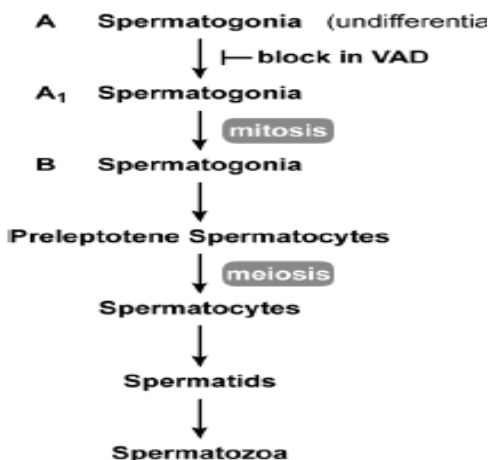 A Spermatogonia (undifferentia
block in VAD
A1 Spermatogonia
mitosis
B Spermatogonia
Preleptotene Spermatocytes
meiosis
Spermatocytes
Spermatids
Spermatozoa